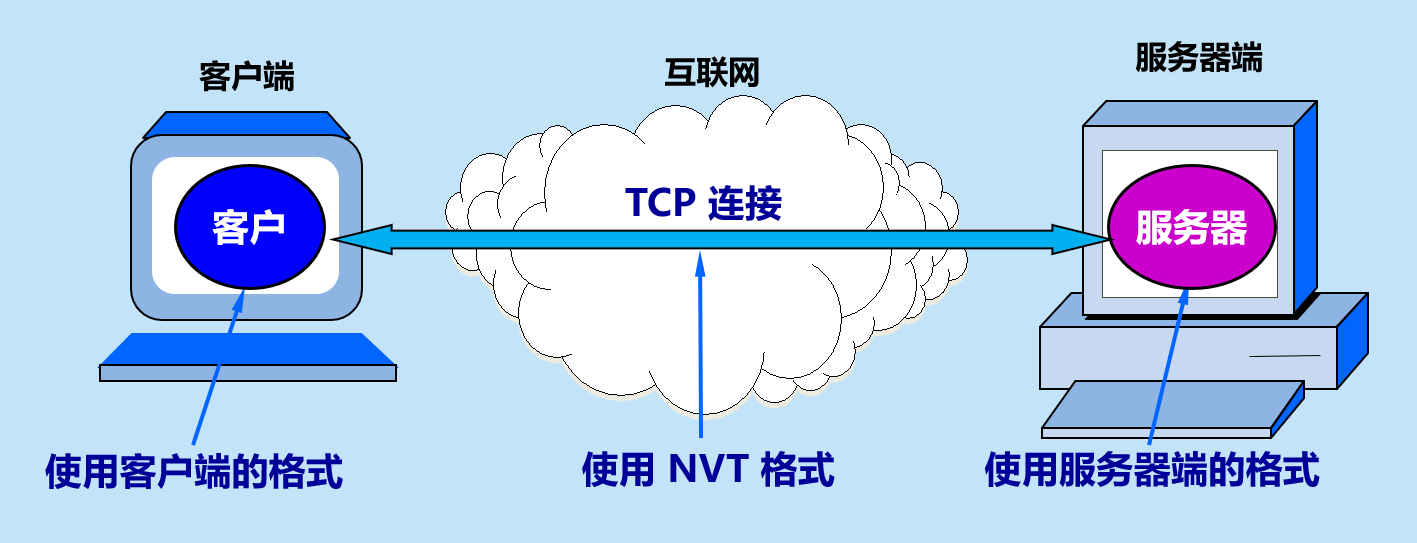 客户端
互联网
服务器端
TCP 连接
客户
服务器
使用客户端的格式
使用 NVT 格式
使用服务器端的格式